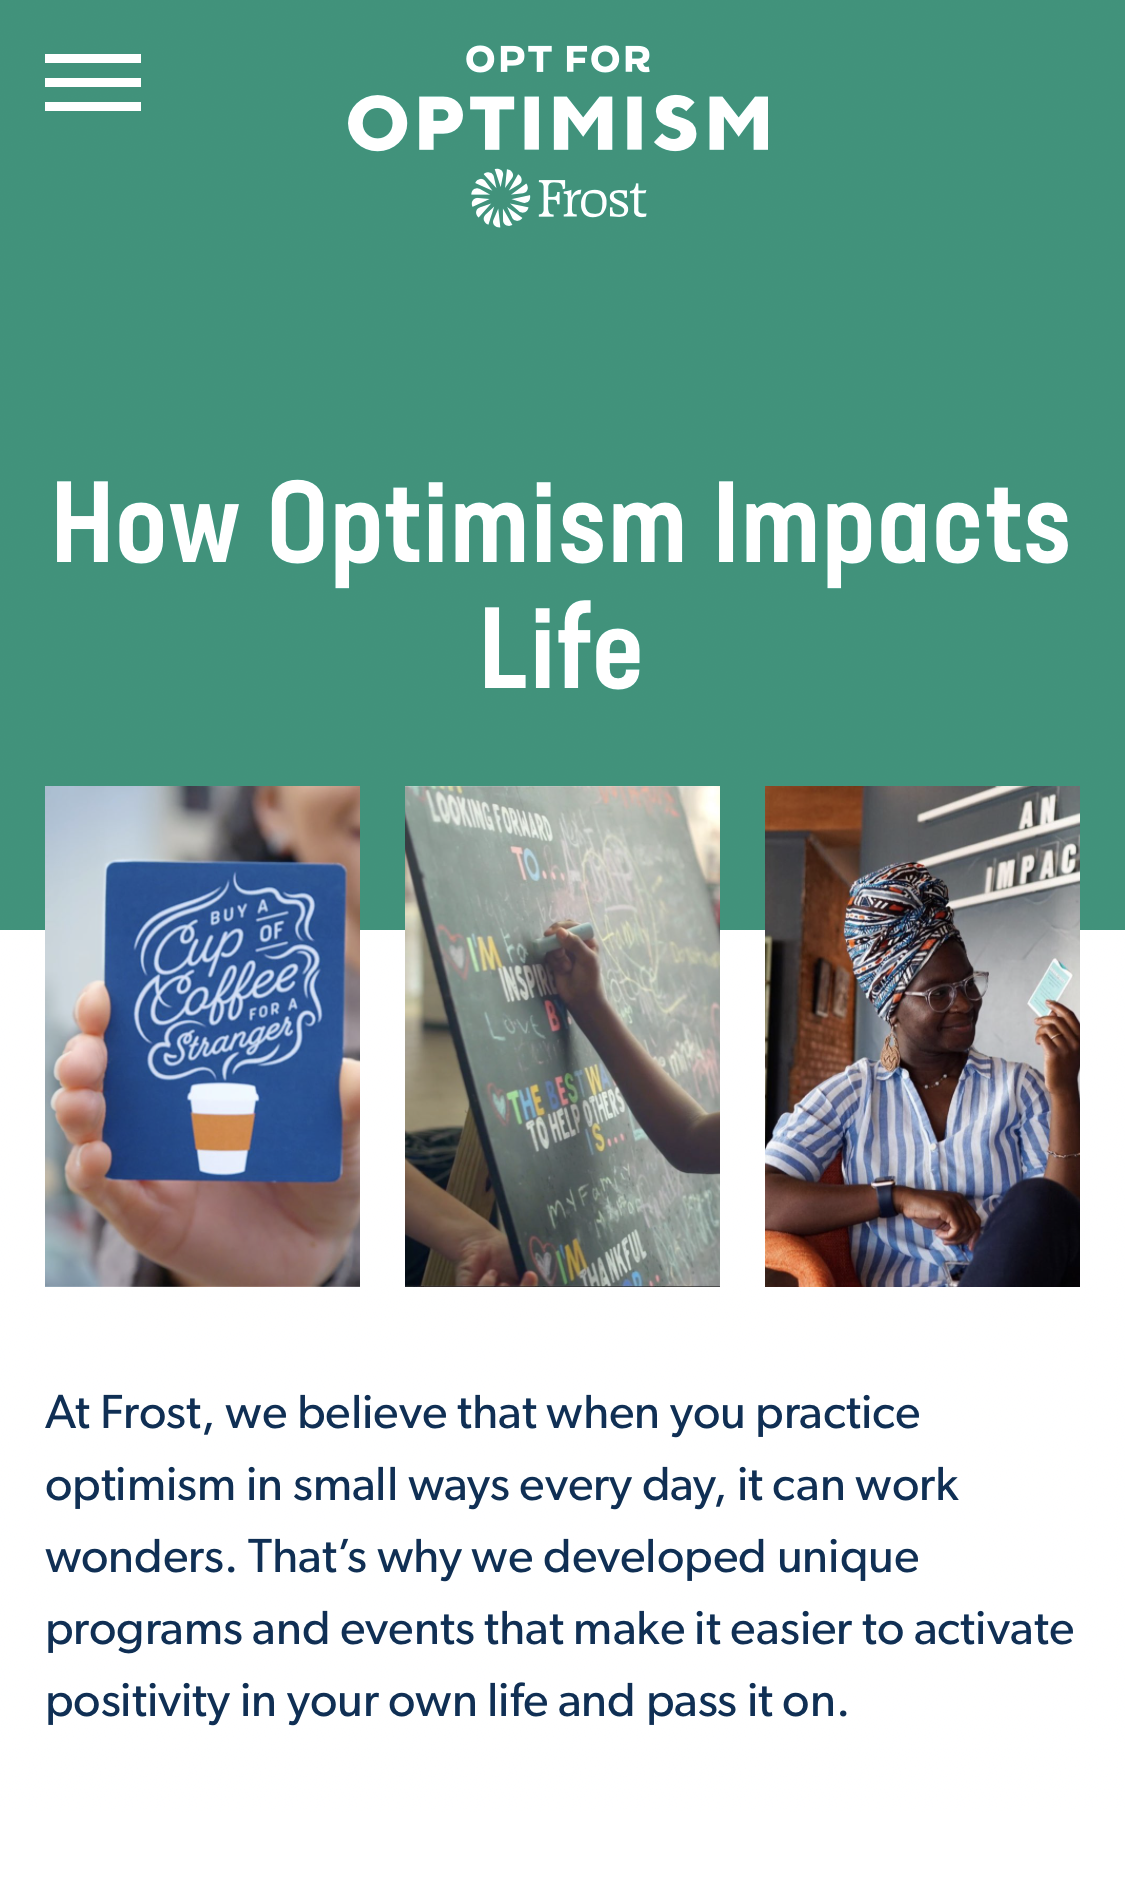 OPT FOR
OPTIMISM
Frost
How Optimism Impacts
Life
BUY A
Cup OF
Coffee
FOR A
Stranger
LOOKING FORWARD
TO...
I'M
LOVE
THE BEST
TO HELP OTHERS
IS...
my Family
I'M
THANKFUL
AN
IMPAC
At Frost, we believe that when you practice
optimism in small ways every day, it can work
wonders. That’s why we developed unique
programs and events that make it easier to activate
positivity in your own life and pass it on.